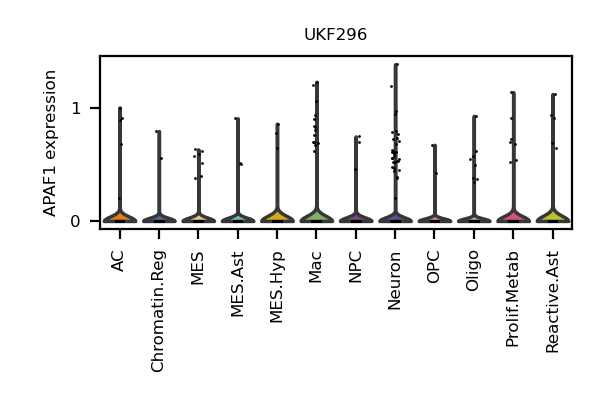 UKF296
APAF1 expression
1
0
AC
Chromatin.Reg
MES
MES.Ast
MES.Hyp
Mac
NPC
Neuron
OPC
Oligo
Prolif.Metab
Reactive.Ast